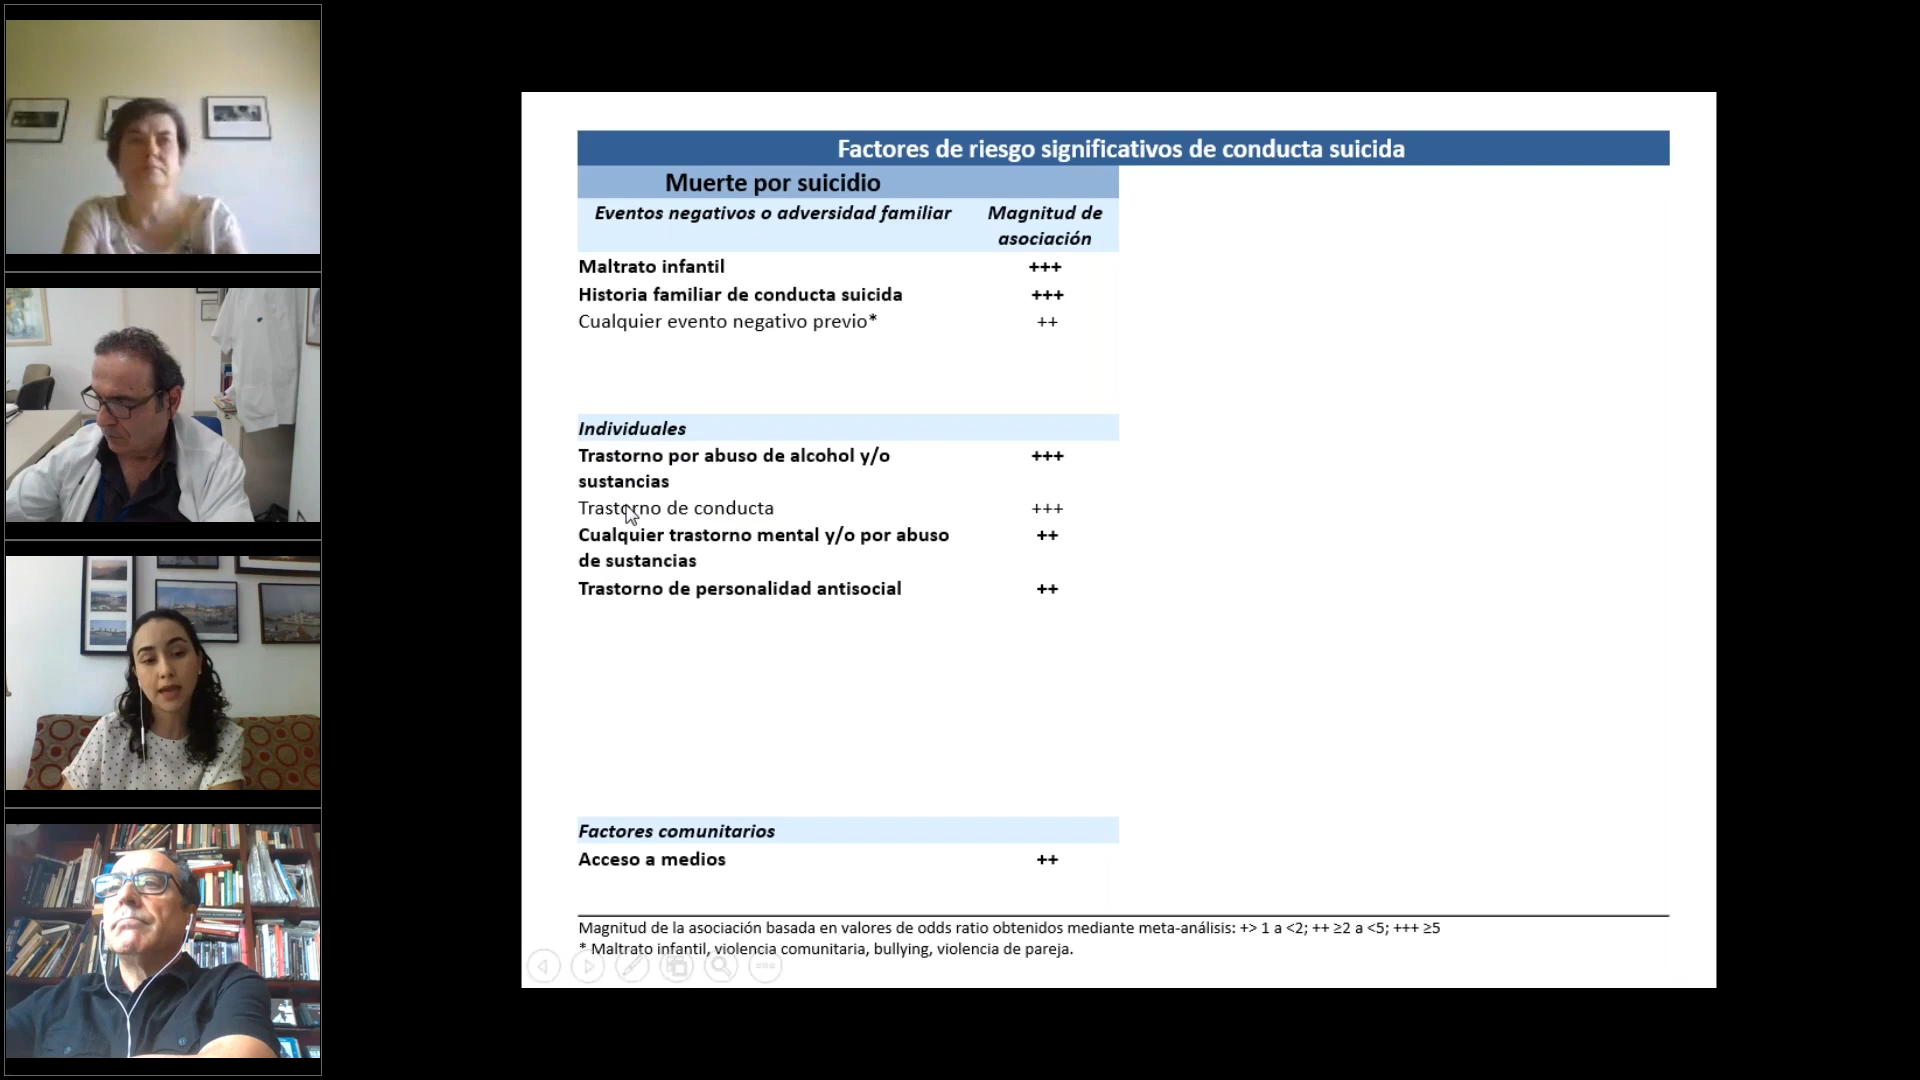 Factores de riesgo significativos de conducta suicida
Muerte por suicidio
Eventos negativos o adversidad familiar
Magnitud de
asociación
Maltrato infantil +++
Historia familiar de conducta suicida +++
Cualquier evento negativo previo* ++
Individuales
Trastorno por abuso de alcohol y/o +++
sustancias
Trastorno de conducta +++
Cualquier trastorno mental y/o por abuso ++
de sustancias
Trastorno de personalidad antisocial ++
Factores comunitarios
Acceso a medios ++
Magnitud de la asociación basada en valores de odds ratio obtenidos mediante meta-análisis: +> 1 a <2; ++ ≥2 a <5; +++ ≥5
* Maltrato infantil, violencia comunitaria, bullying, violencia de pareja.